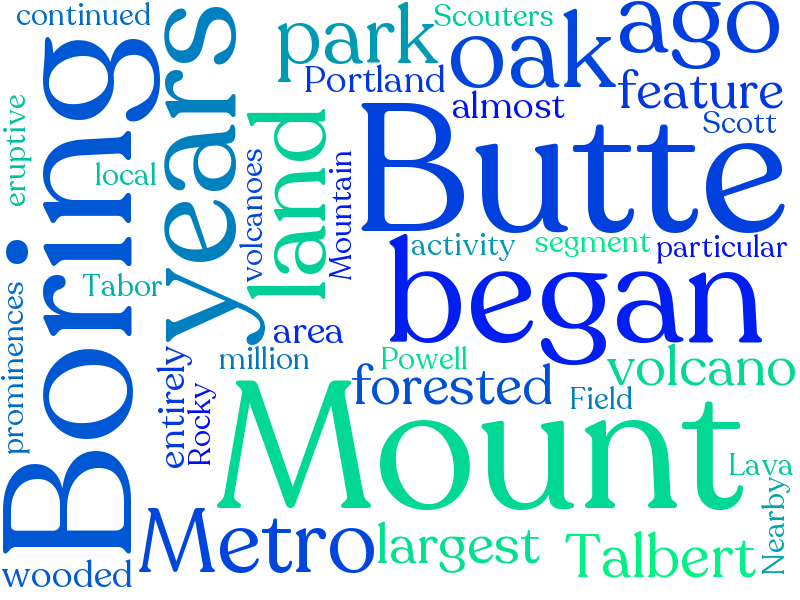 continued
Scouters
ago
years
park
oak
Portland
feature
almost
Boring
eruptive
Butte
Scott
land
local
volcanoes
Mountain
activity
segment
particular
began
Tabor
prominences
area
million
Powell
volcano
entirely
Rocky
forested
Field
Mount
Lava
Nearby
Metro
largest
Talbert
wooded